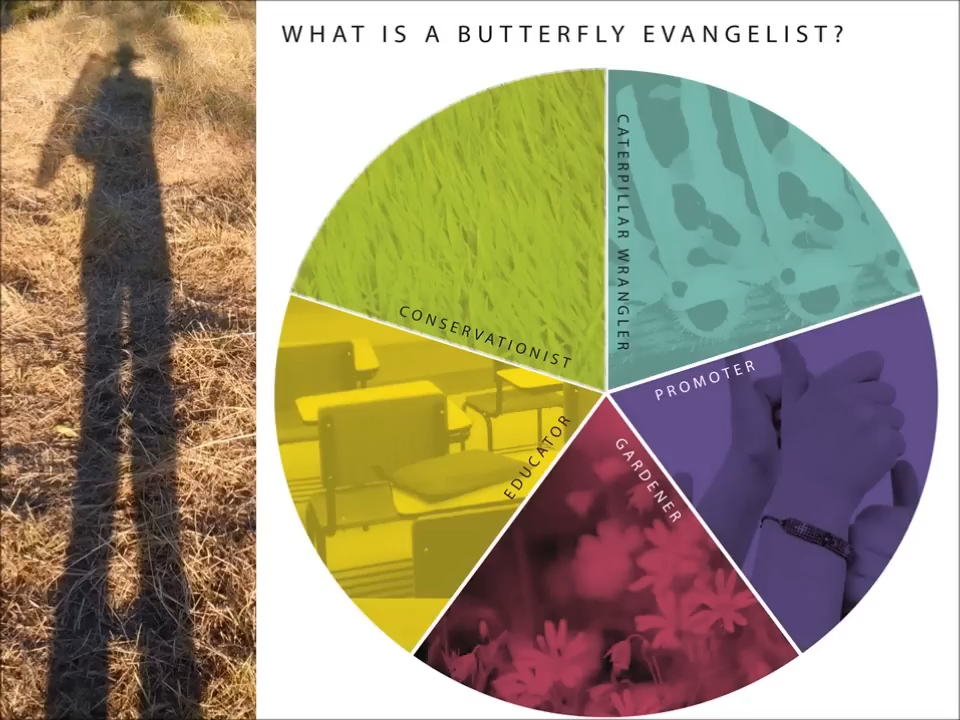 WHAT IS A BUTTERFLY EVANGELIST?
CATERPILLAR WRANGLER
CONSERVATIONIST
PROMOTER
EDUCATOR
GARDENER